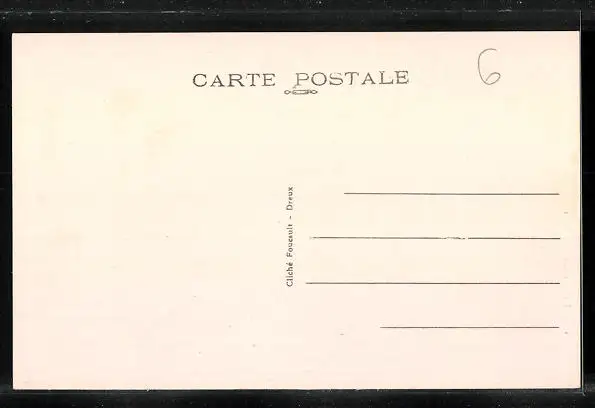 CARTE POSTALE
6
Cliché Foucault - Dreux